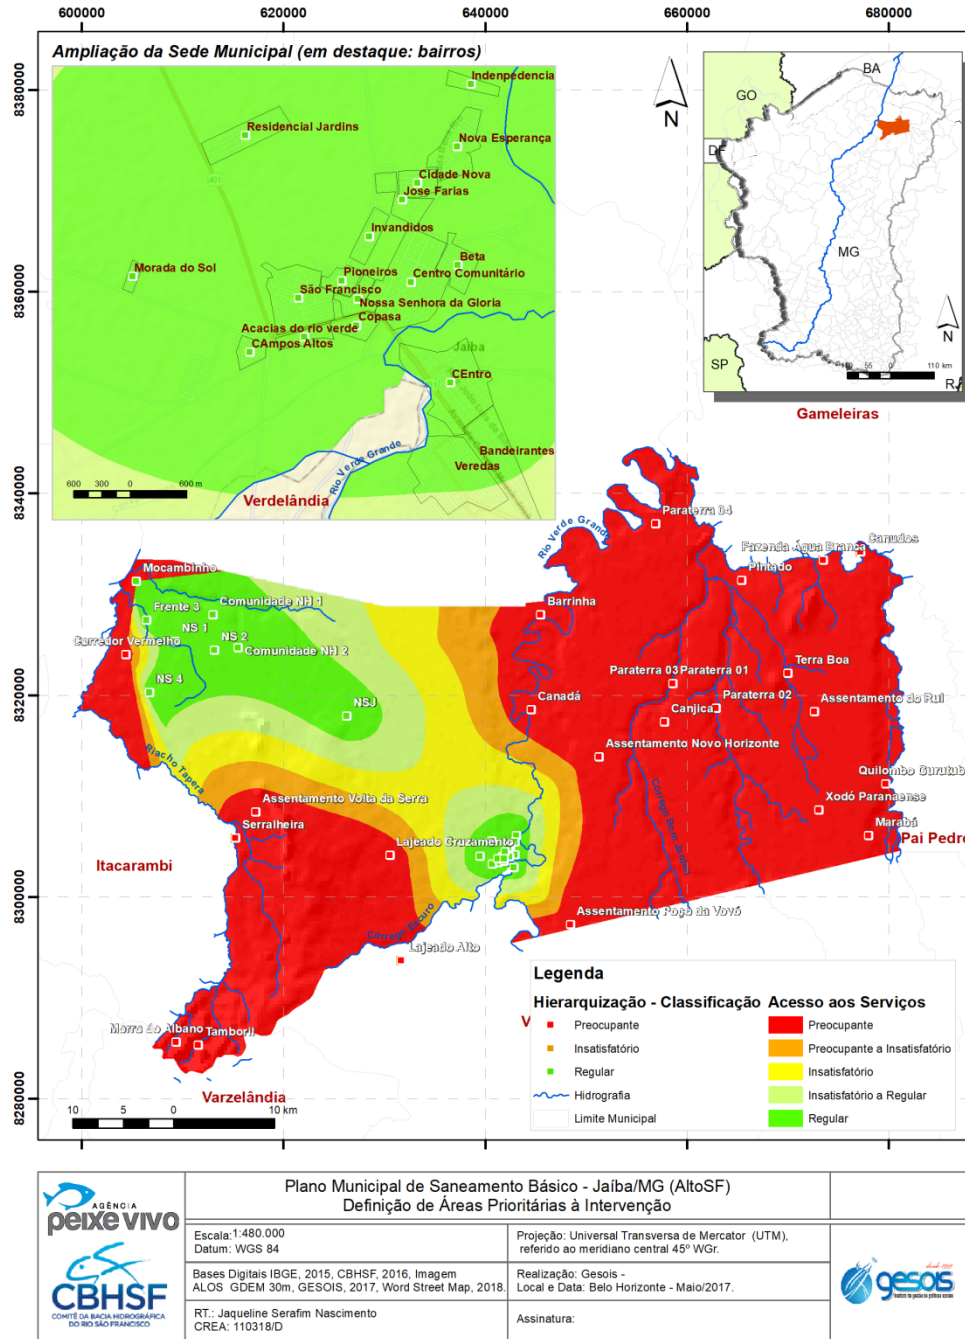 600000
620000
640000
660000
680000
8380000
8360000
8340000
8320000
8300000
8280000
Ampliação da Sede Municipal (em destaque: bairros)
Indenpedencia
Residencial Jardins
Nova Esperança
Cidade Nova
Jose Farias
Invandidos
Morada do Sol
Pioneiros
Beta
Centro Comunitário
São Francisco
Nossa Senhora da Gloria
Copasa
Acacias do rio verde
CAmpos Altos
Jaíba
CEntro
Bandeirantes
Veredas
Rio Verde Grande
600 300 0 600 m
Verdelândia
N
BA
GO
DF
MG
SP
N
55 0 110 km
Gameleiras
Paraterra 04
Rio Verde Grande
Fazenda Água Branca
Canudos
Pintado
Mocambinho
Frente 3
Comunidade NH 1
Barrinha
NS 1
Corredor Vermelho
NS 2
Comunidade NH 2
Terra Boa
Paraterra 03
Paraterra 01
NS 4
NSJ
Canadá
Paraterra 02
Assentamento do Rui
Canjica
Assentamento Novo Horizonte
Riacho Tapera
Quilombo Gurutub
Assentamento Volta da Serra
Xodó Paranaense
Serralheira
Lajeado Cruzamento
Marabá
Pai Pedro
Itacarambi
Assentamento Poço da Vovó
Córrego Escuro
Lajeado Alto
Morro do Albano
Tamboril
Varzelândia
10 5 0 10 km
Legenda
Hierarquização - Classificação
Preocupante
Insatisfatório
Regular
Hidrografia
Limite Municipal
Acesso aos Serviços
Preocupante
Preocupante a Insatisfatório
Insatisfatório
Insatisfatório a Regular
Regular
AGÊNCIA
peixe vivo
CBHSF
COMITÊ DA BACIA HIDROGRÁFICA
DO RIO SÃO FRANCISCO
Plano Municipal de Saneamento Básico - Jaíba/MG (AltoSF)
Definição de Áreas Prioritárias à Intervenção
Escala:1:480.000
Datum: WGS 84
Projeção: Universal Transversa de Mercator (UTM),
referido ao meridiano central 45º WGr.
Bases Digitais IBGE, 2015, CBHSF, 2016, Imagem
ALOS GDEM 30m, GESOIS, 2017, Word Street Map, 2018.
Realização: Gesois -
Local e Data: Belo Horizonte - Maio/2017.
RT.: Jaqueline Serafim Nascimento
CREA: 110318/D
Assinatura:
gesois